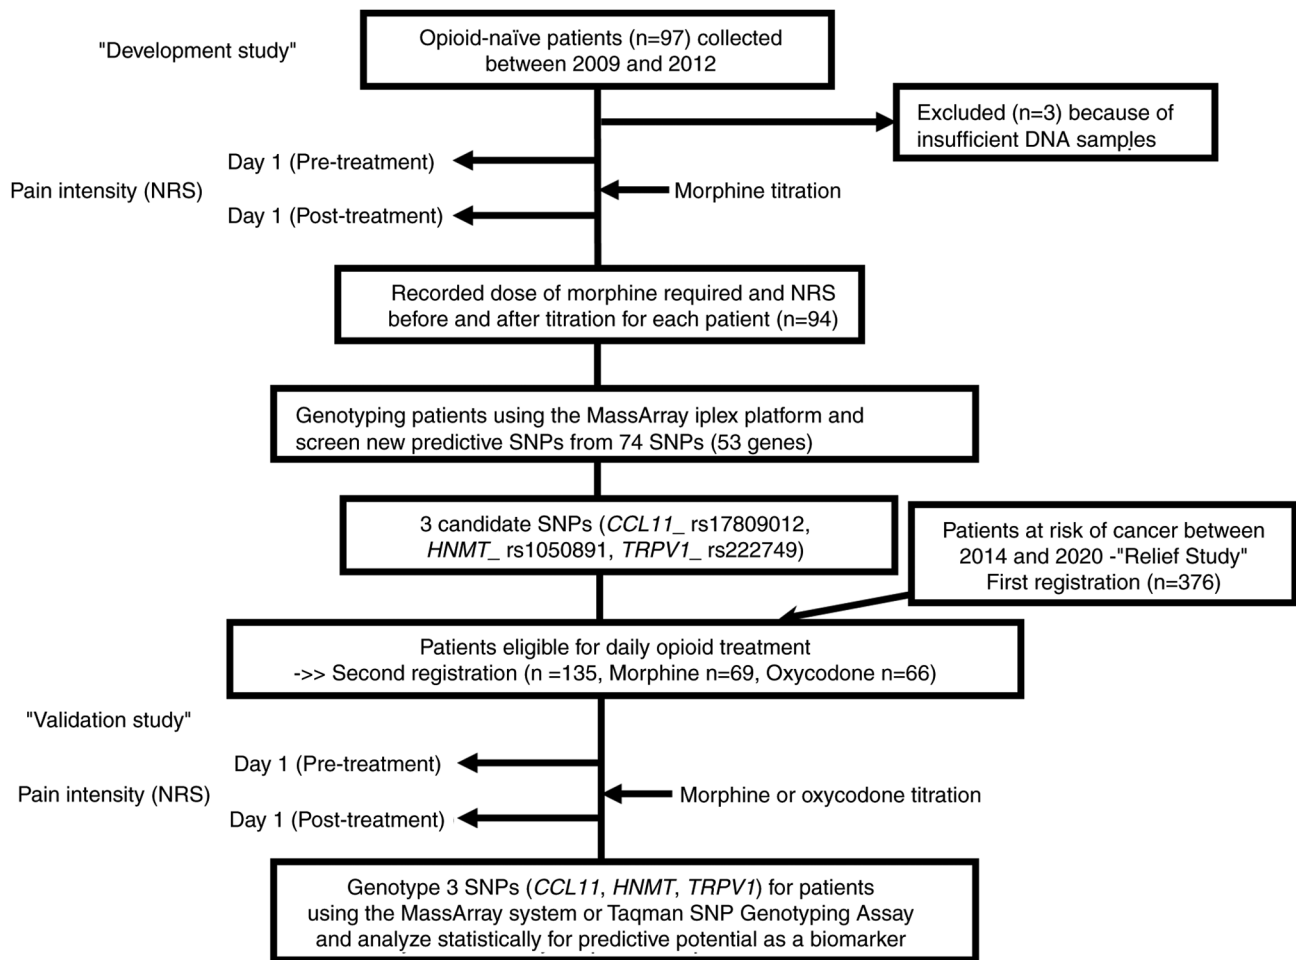 "Development study"
Opioid-naïve patients (n=97) collected
between 2009 and 2012
Excluded (n=3) because of
insufficient DNA samples
Day 1 (Pre-treatment)
Pain intensity (NRS)
Morphine titration
Day 1 (Post-treatment)
Recorded dose of morphine required and NRS
before and after titration for each patient (n=94)
Genotyping patients using the MassArray iplex platform and
screen new predictive SNPs from 74 SNPs (53 genes)
3 candidate SNPs (CCL11_ rs17809012,
HNMT_ rs1050891, TRPV1_ rs222749)
Patients at risk of cancer between
2014 and 2020 -"Relief Study"
First registration (n=376)
Patients eligible for daily opioid treatment
->> Second registration (n =135, Morphine n=69, Oxycodone n=66)
"Validation study"
Day 1 (Pre-treatment)
Pain intensity (NRS)
Morphine or oxycodone titration
Day 1 (Post-treatment)
Genotype 3 SNPs (CCL11, HNMT, TRPV1) for patients
using the MassArray system or Taqman SNP Genotyping Assay
and analyze statistically for predictive potential as a biomarker